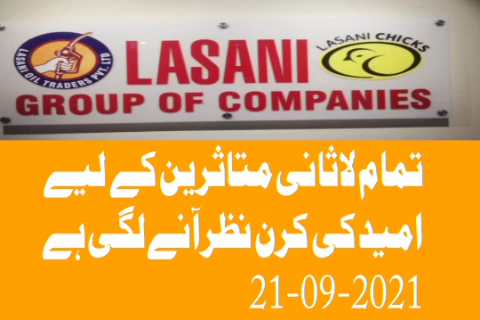 LASANI
GROUP OF COMPANIES
LASANI OIL TRADERS PVT. LTD
LASANI CHICKS
تمام لاثانی متاثرین کے لیے
امید کی کرن نظر آنے لگی ہے
21-09-2021